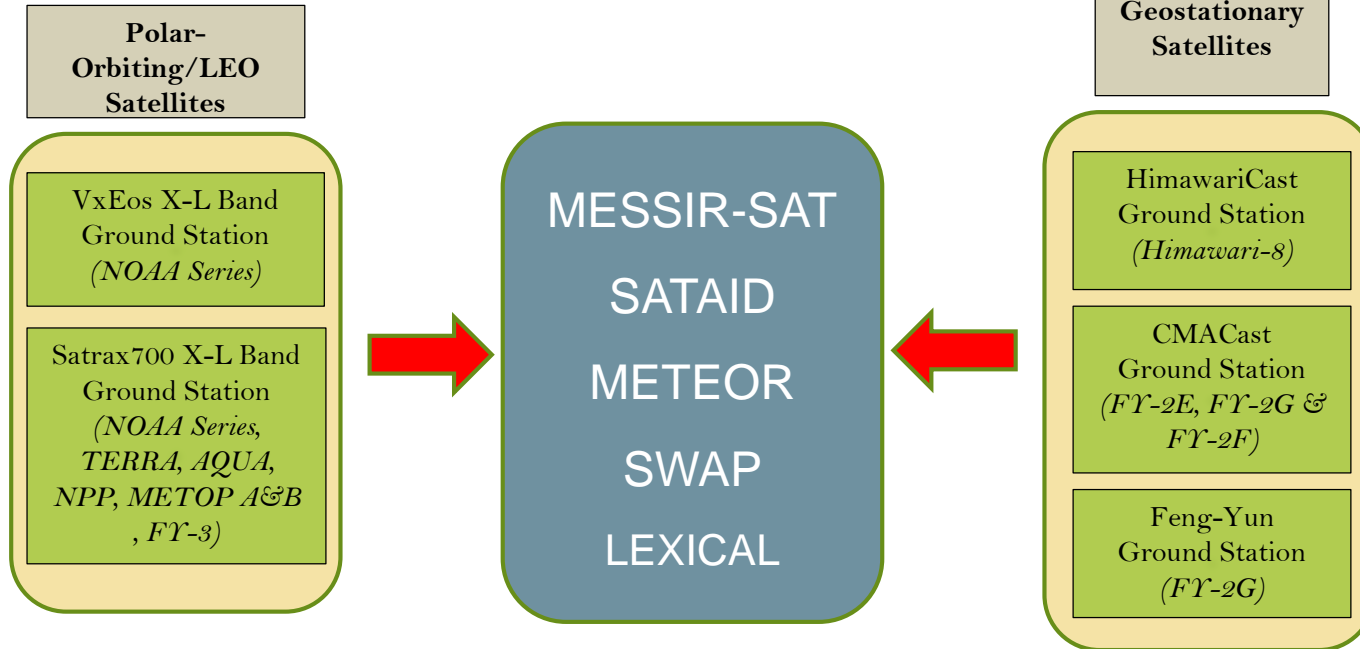 Polar-
Orbiting/LEO
Satellites
VxEos X-L Band
Ground Station
(NOAA Series)
Satrax700 X-L Band
Ground Station
(NOAA Series,
TERRA, AQUA,
NPP, METOP A&B
, FY-3)
MESSIR-SAT
SATAID
METEOR
SWAP
LEXICAL
Geostationary
Satellites
HimawariCast
Ground Station
(Himawari-8)
CMACast
Ground Station
(FY-2E, FY-2G &
FY-2F)
Feng-Yun
Ground Station
(FY-2G)